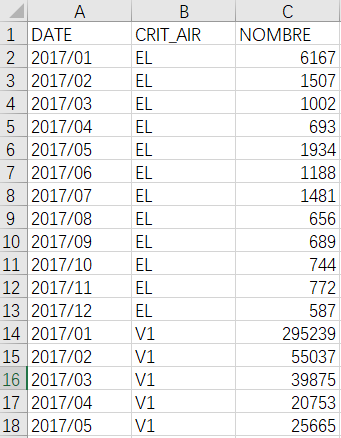 A B C
1 DATE CRIT_AIR NOMBRE
2 2017/01 EL 6167
3 2017/02 EL 1507
4 2017/03 EL 1002
5 2017/04 EL 693
6 2017/05 EL 1934
7 2017/06 EL 1188
8 2017/07 EL 1481
9 2017/08 EL 656
10 2017/09 EL 689
11 2017/10 EL 744
12 2017/11 EL 772
13 2017/12 EL 587
14 2017/01 V1 295239
15 2017/02 V1 55037
16 2017/03 V1 39875
17 2017/04 V1 20753
18 2017/05 V1 25665